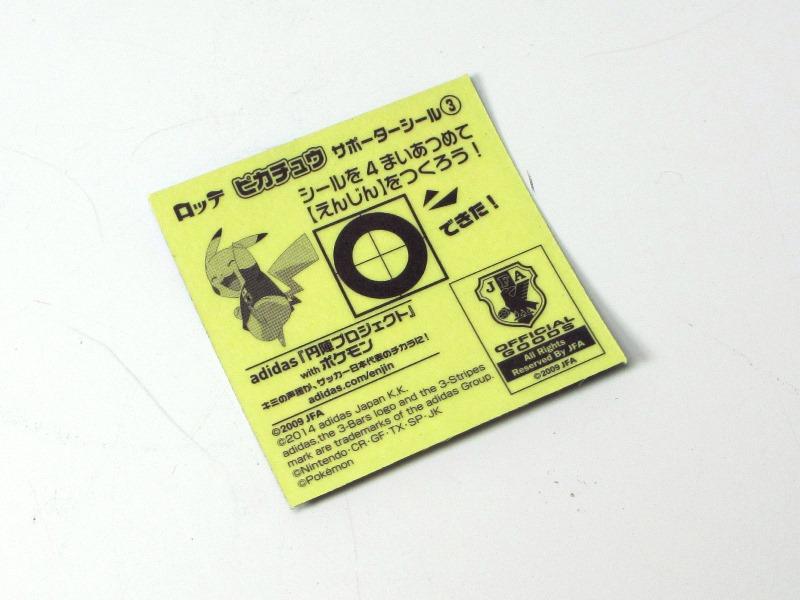 ロッテ ピカチュウ サポーターシール③
シールを4まいあつめて
【えんじん】をつくろう！
できた！
adidas「円陣プロジェクト」
with ポケモン
キミの声援が、サッカー日本代表のチカラに！
adidas.com/enjin
©2009 JFA
©2014 adidas Japan K.K.
adidas,the 3-Bars logo and the 3-Stripes
mark are trademarks of the adidas Group.
©Nintendo･CR･GF･TX･SP･JK
©Pokémon
JFA
OFFICIAL
GOODS
All Rights
Reserved By JFA
©2009 JFA